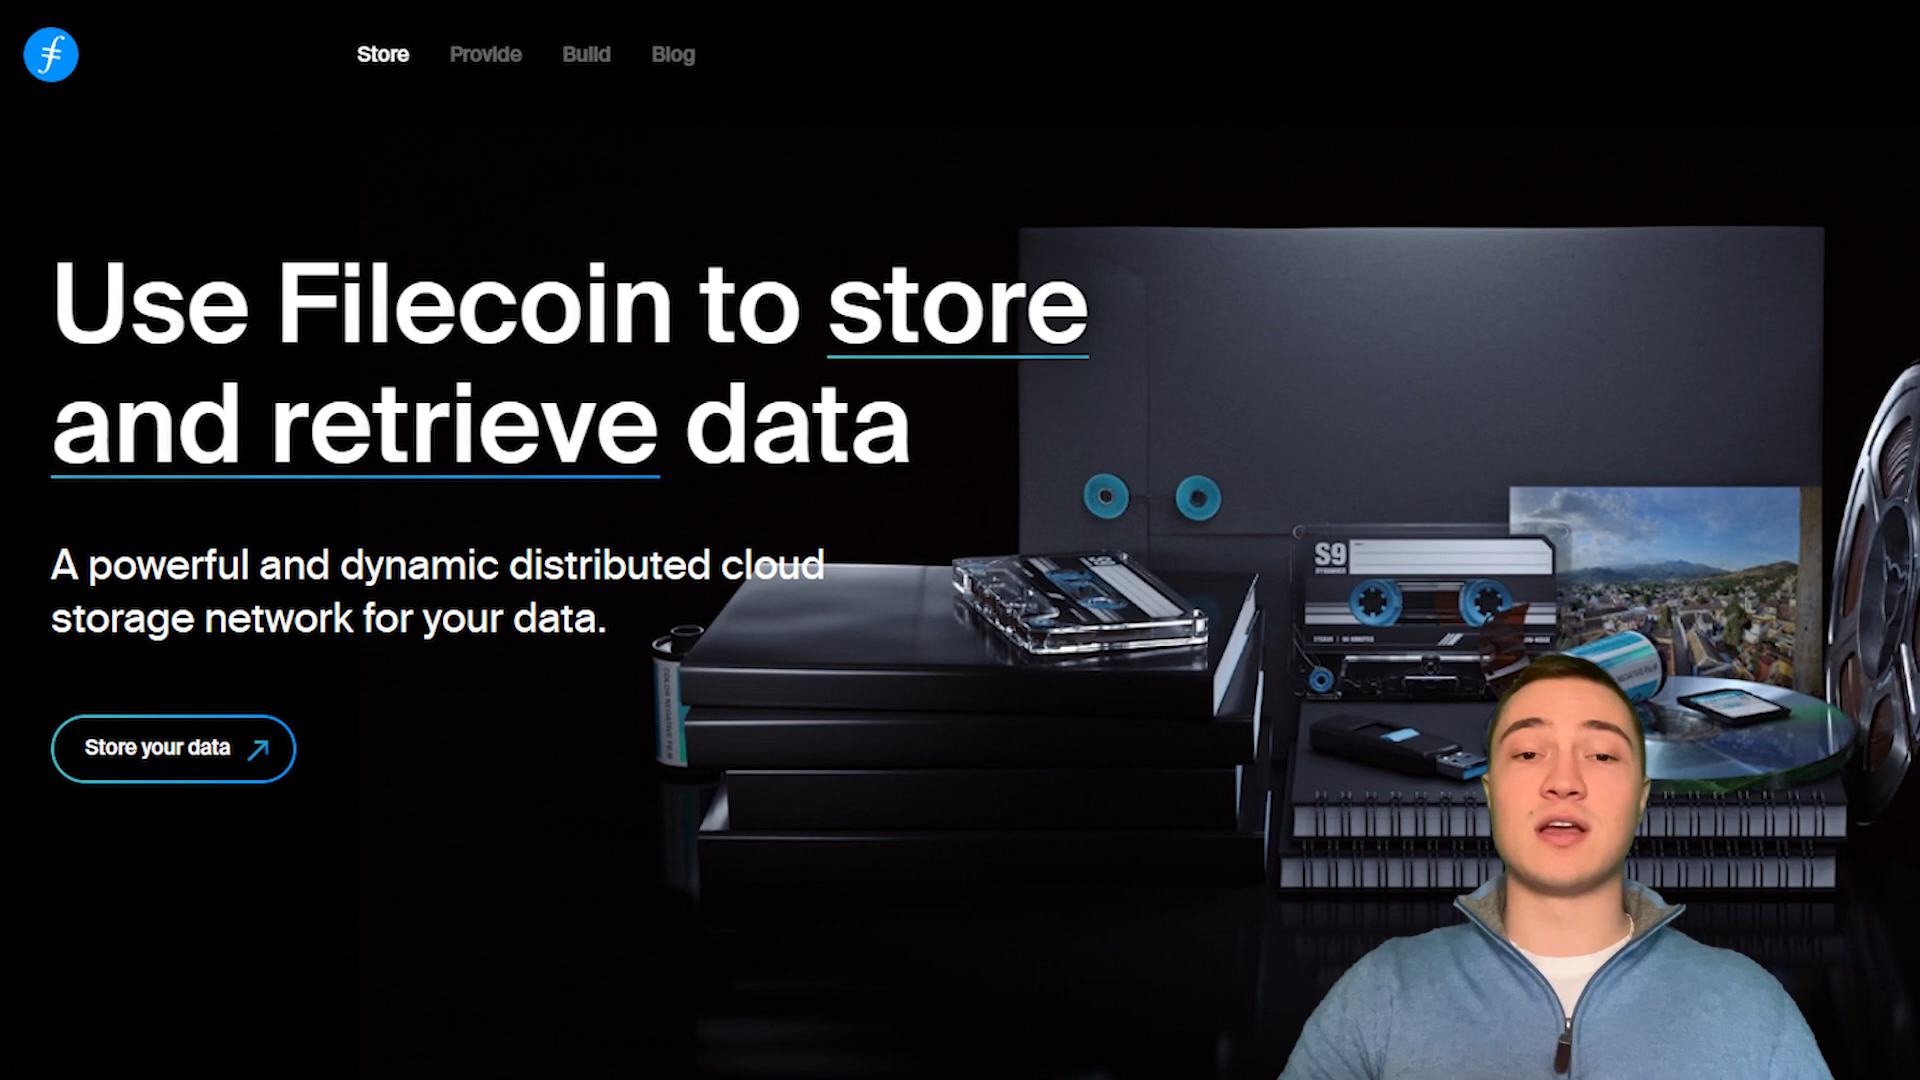 Store Provide Build Blog
Use Filecoin to store
and retrieve data
A powerful and dynamic distributed cloud
storage network for your data.
Store your data
S9